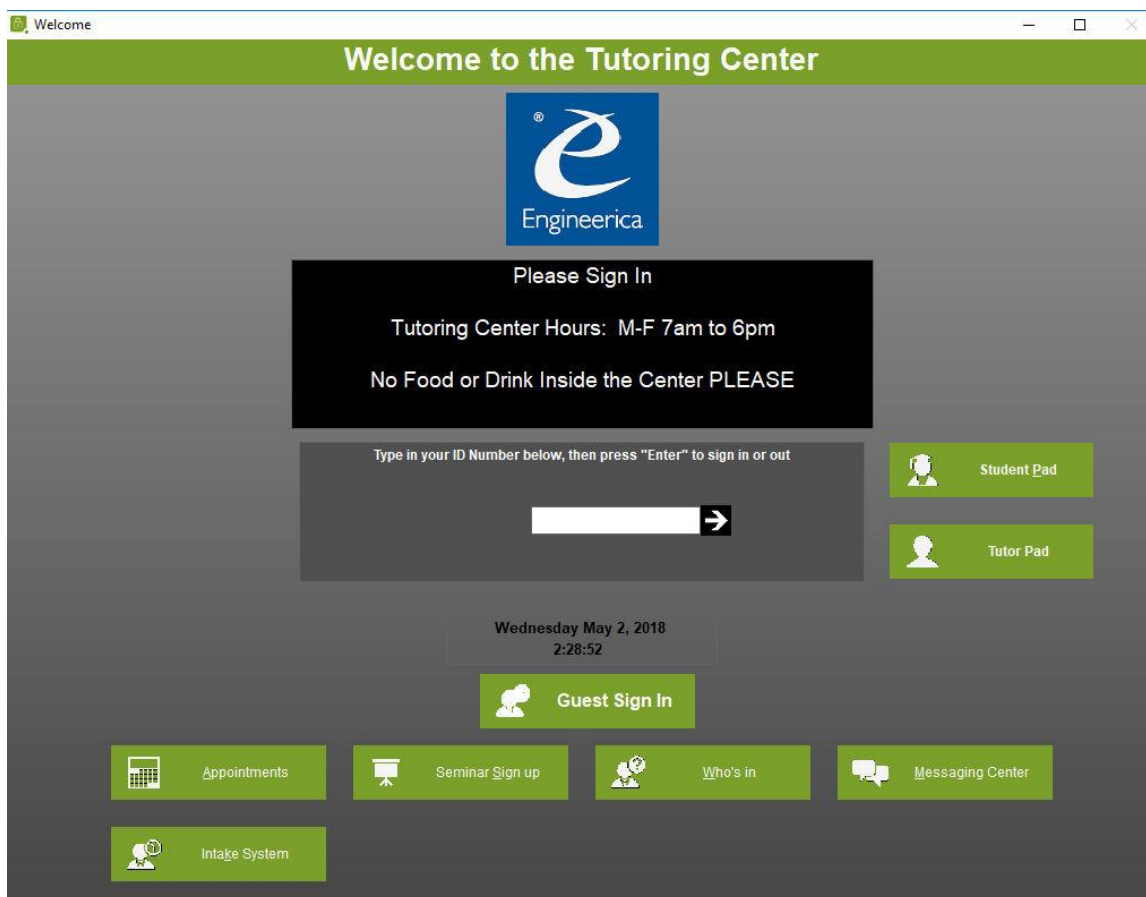 Welcome
Welcome to the Tutoring Center
®
Engineerica
Please Sign In
Tutoring Center Hours: M-F 7am to 6pm
No Food or Drink Inside the Center PLEASE
Type in your ID Number below, then press "Enter" to sign in or out
Student Pad
Tutor Pad
Wednesday May 2, 2018
2:28:52
Guest Sign In
Appointments
Seminar Sign up
Who's in
Messaging Center
Intake System